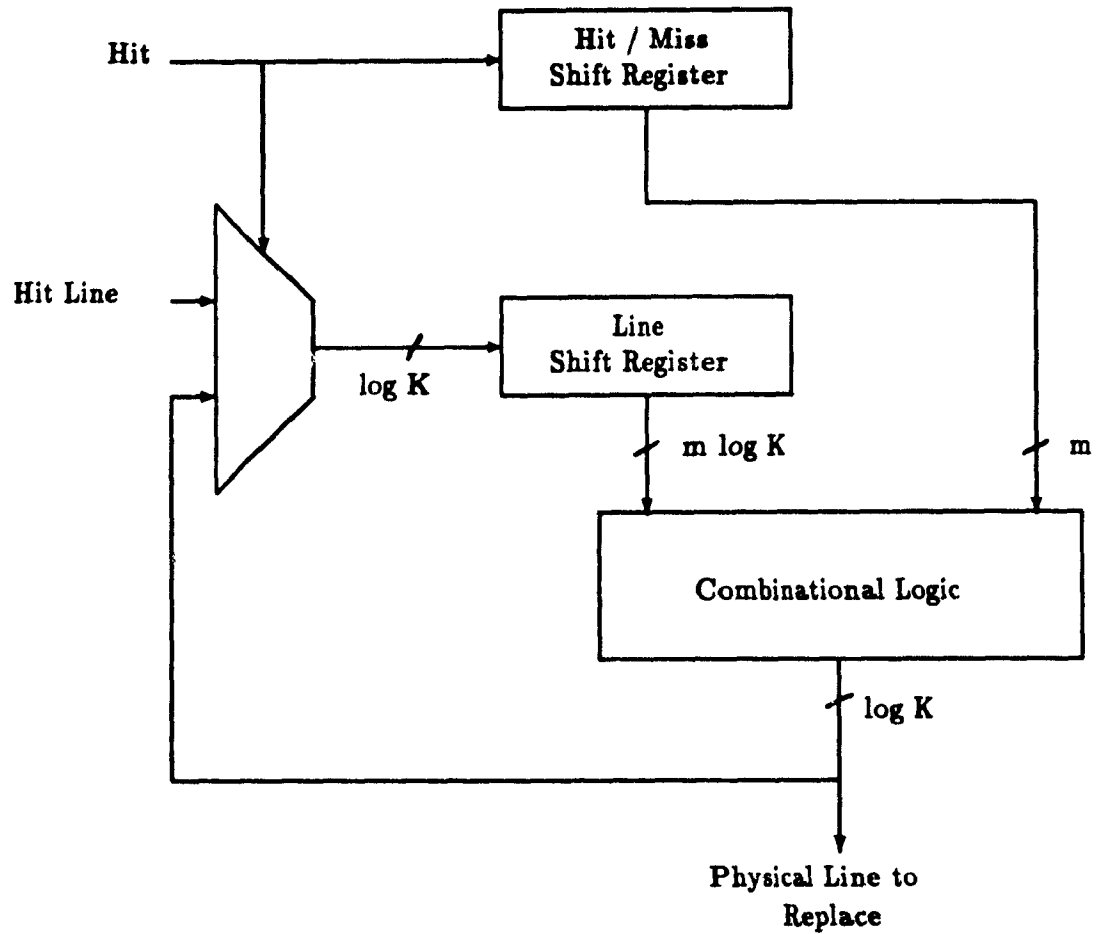 Hit
Hit / Miss
Shift Register
Hit Line
Line
Shift Register
log K
m log K
m
Combinational Logic
log K
Physical Line to
Replace